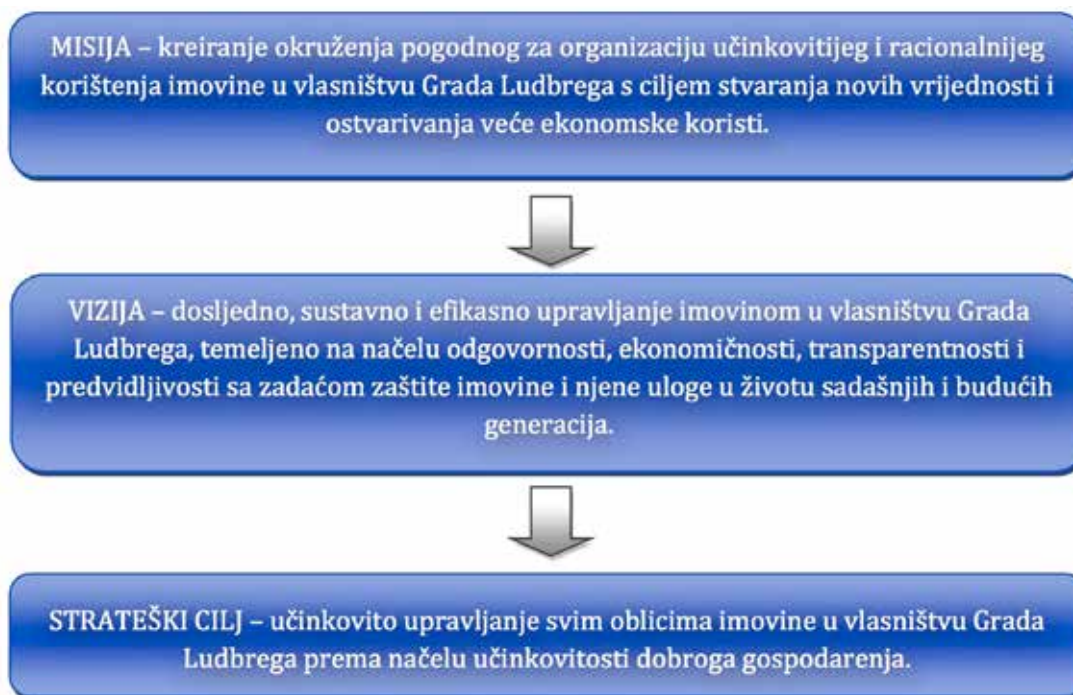 MISIJA – kreiranje okruženja pogodnog za organizaciju učinkovitijeg i racionalnijeg
korištenja imovine u vlasništvu Grada Ludbrega s ciljem stvaranja novih vrijednosti i
ostvarivanja veće ekonomske koristi.
VIZIJA – dosljedno, sustavno i efikasno upravljanje imovinom u vlasništvu Grada
Ludbrega, temeljeno na načelu odgovornosti, ekonomičnosti, transparentnosti i
predvidljivosti sa zadaćom zaštite imovine i njene uloge u životu sadašnjih i budućih
generacija.
STRATEŠKI CILJ – učinkovito upravljanje svim oblicima imovine u vlasništvu Grada
Ludbrega prema načelu učinkovitosti dobroga gospodarenja.